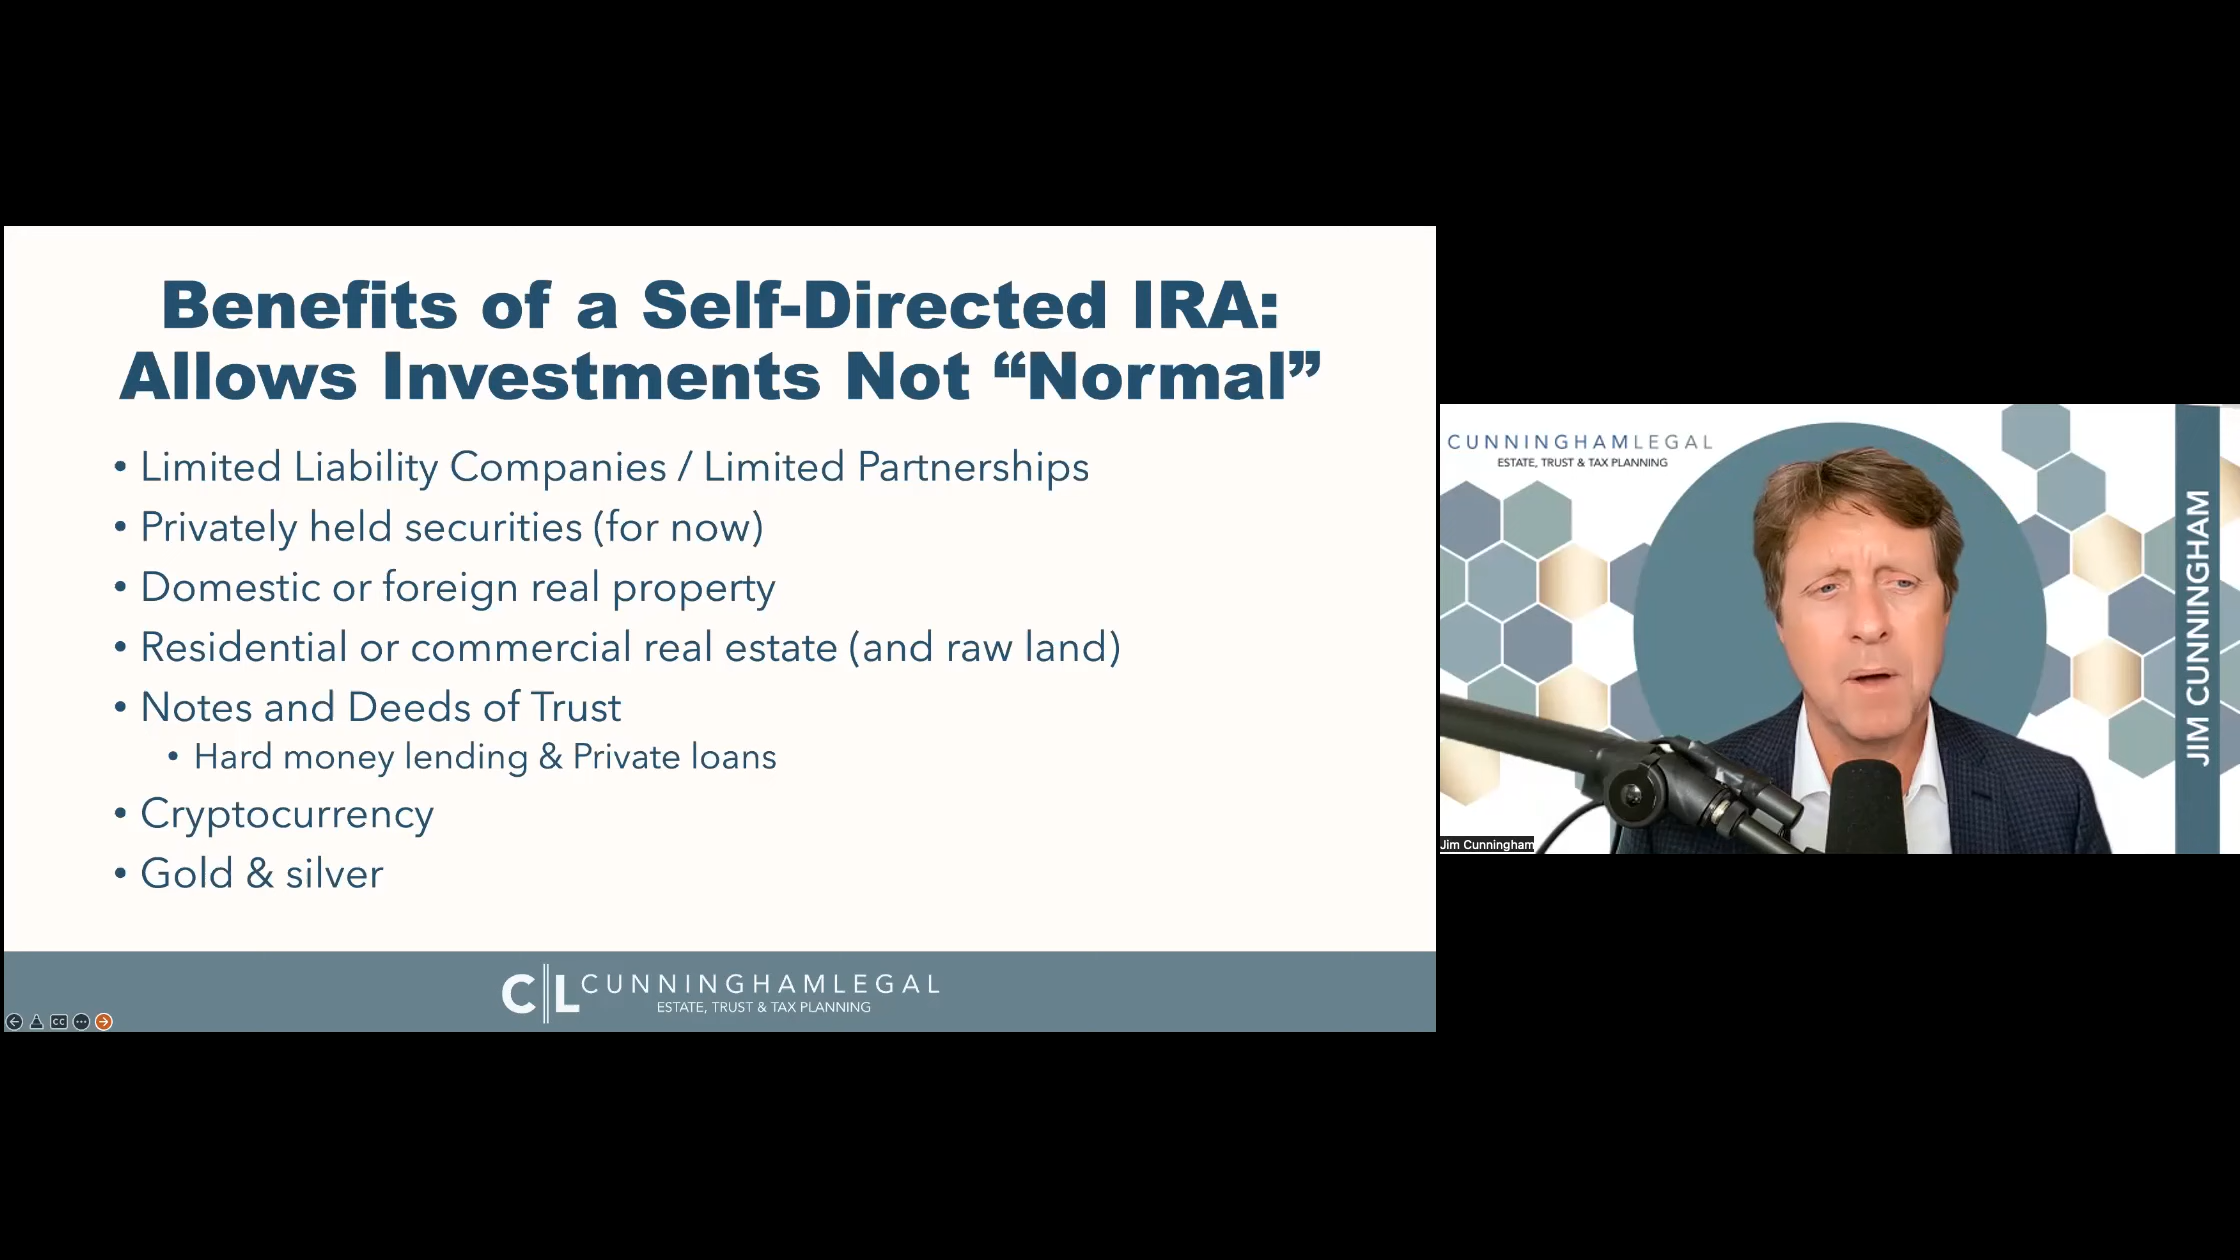 Benefits of a Self-Directed IRA:
Allows Investments Not “Normal”
• Limited Liability Companies / Limited Partnerships
• Privately held securities (for now)
• Domestic or foreign real property
• Residential or commercial real estate (and raw land)
• Notes and Deeds of Trust
• Hard money lending & Private loans
• Cryptocurrency
• Gold & silver
CL CUNNINGHAMLEGAL
ESTATE, TRUST & TAX PLANNING
CC
CUNNINGHAMLEGAL
ESTATE, TRUST & TAX PLANNING
JIM CUNNINGHAM
Jim Cunningham